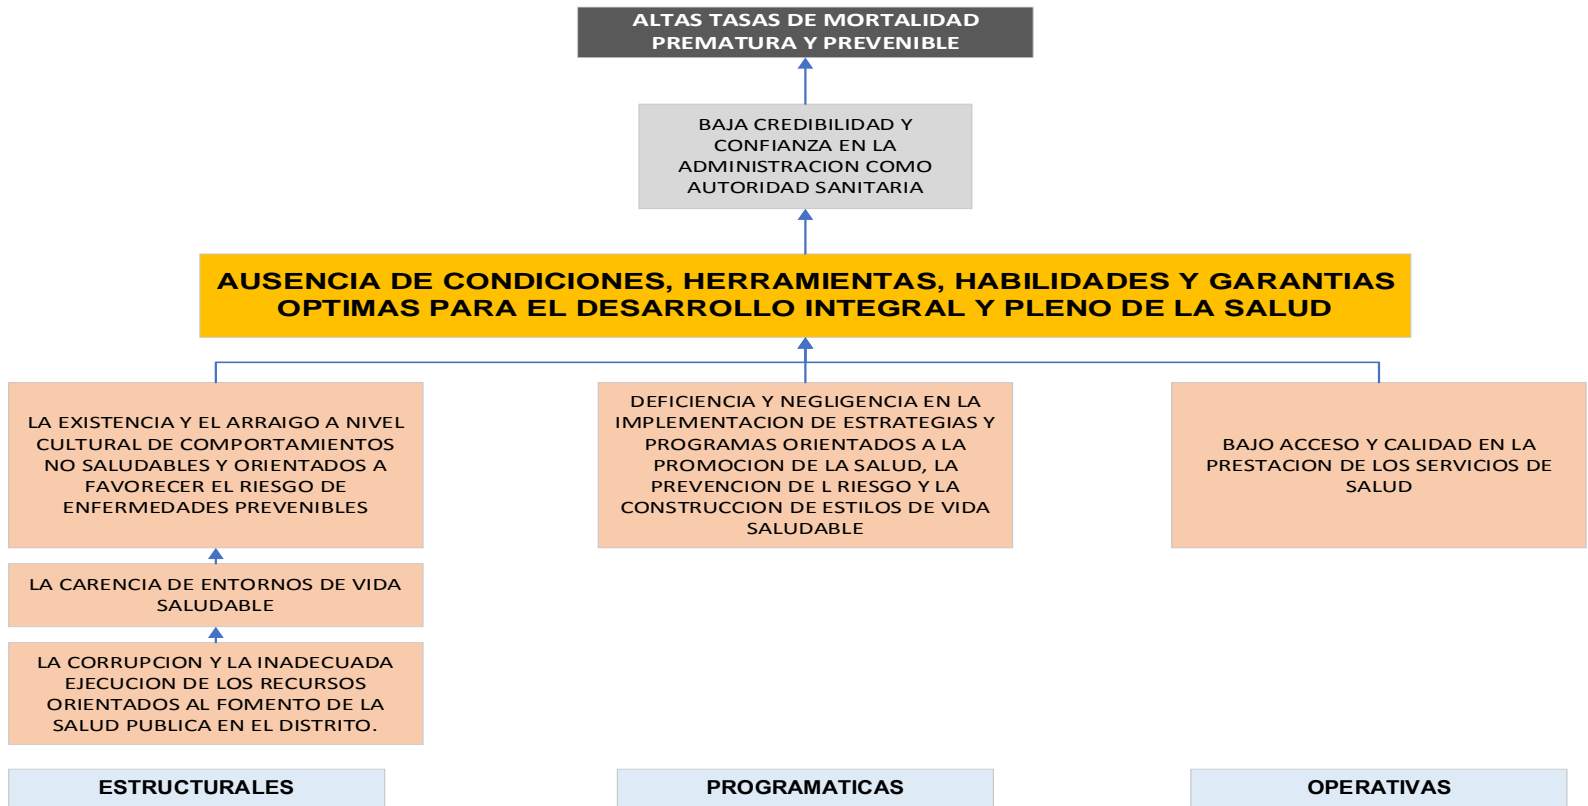 ALTAS TASAS DE MORTALIDAD
PREMATURA Y PREVENIBLE
BAJA CREDIBILIDAD Y
CONFIANZA EN LA
ADMINISTRACION COMO
AUTORIDAD SANITARIA
AUSENCIA DE CONDICIONES, HERRAMIENTAS, HABILIDADES Y GARANTIAS
OPTIMAS PARA EL DESARROLLO INTEGRAL Y PLENO DE LA SALUD
LA EXISTENCIA Y EL ARRAIGO A NIVEL
CULTURAL DE COMPORTAMIENTOS
NO SALUDABLES Y ORIENTADOS A
FAVORECER EL RIESGO DE
ENFERMEDADES PREVENIBLES
DEFICIENCIA Y NEGLIGENCIA EN LA
IMPLEMENTACION DE ESTRATEGIAS Y
PROGRAMAS ORIENTADOS A LA
PROMOCION DE LA SALUD, LA
PREVENCION DE L RIESGO Y LA
CONSTRUCCION DE ESTILOS DE VIDA
SALUDABLE
BAJO ACCESO Y CALIDAD EN LA
PRESTACION DE LOS SERVICIOS DE
SALUD
LA CARENCIA DE ENTORNOS DE VIDA
SALUDABLE
LA CORRUPCION Y LA INADECUADA
EJECUCION DE LOS RECURSOS
ORIENTADOS AL FOMENTO DE LA
SALUD PUBLICA EN EL DISTRITO.
ESTRUCTURALES
PROGRAMATICAS
OPERATIVAS